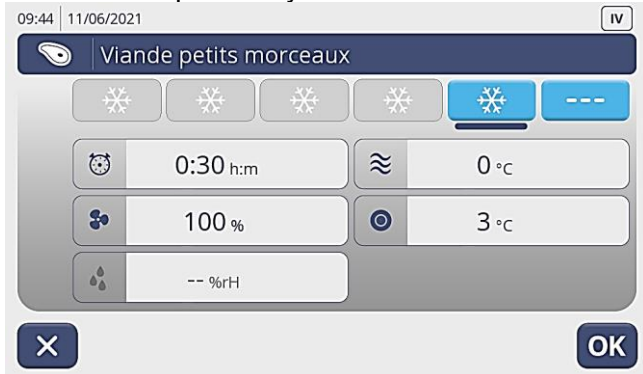 09:44 11/06/2021 IV
Viande petits morceaux
---
0:30 h:m 0 °C
100 % 3 °C
-- %rH
OK